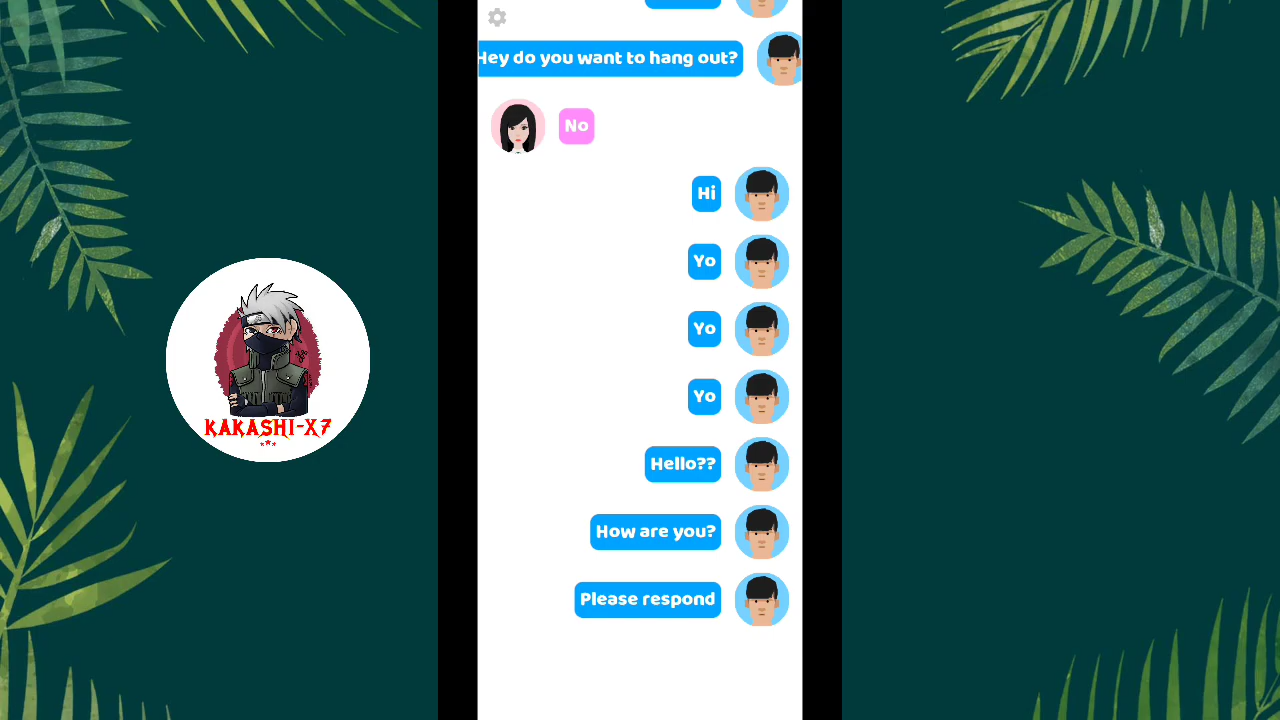 Hey do you want to hang out?
No
Hi
Yo
Yo
Yo
Hello??
How are you?
Please respond
KAKASHI-X7